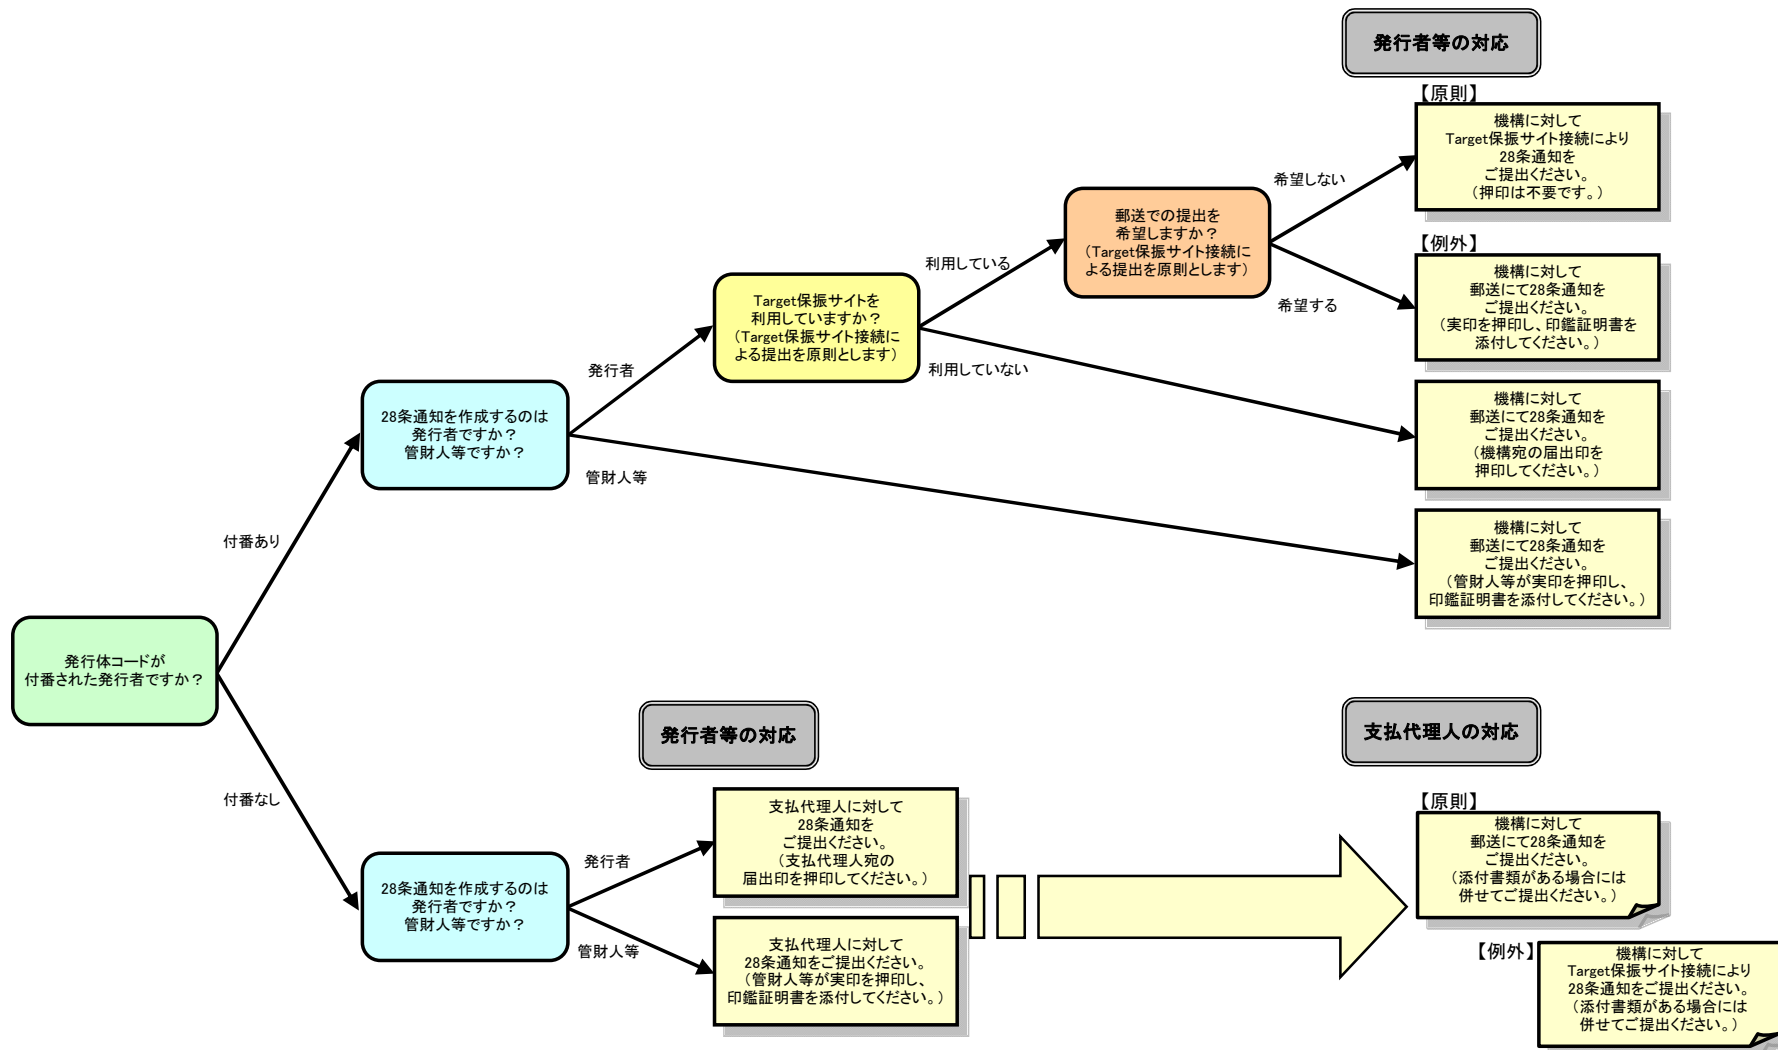 発行者等の対応
【原則】
機構に対して
Target保振サイト接続により
28条通知を
ご提出ください。
（押印は不要です。）
希望しない
郵送での提出を
希望しますか？
（Target保振サイト接続に
よる提出を原則とします）
【例外】
機構に対して
郵送にて28条通知を
ご提出ください。
（実印を押印し、印鑑証明書を
添付してください。）
希望する
利用している
Target保振サイトを
利用していますか？
（Target保振サイト接続に
よる提出を原則とします）
利用していない
機構に対して
郵送にて28条通知を
ご提出ください。
（機構宛の届出印を
押印してください。）
発行者
28条通知を作成するのは
発行者ですか？
管財人等ですか？
管財人等
機構に対して
郵送にて28条通知を
ご提出ください。
（管財人等が実印を押印し、
印鑑証明書を添付してください。）
付番あり
発行体コードが
付番された発行者ですか？
付番なし
発行者等の対応
支払代理人の対応
支払代理人に対して
28条通知を
ご提出ください。
（支払代理人宛の
届出印を押印してください。）
発行者
28条通知を作成するのは
発行者ですか？
管財人等ですか？
管財人等
支払代理人に対して
28条通知をご提出ください。
（管財人等が実印を押印し、
印鑑証明書を添付してください。）
【原則】
機構に対して
郵送にて28条通知を
ご提出ください。
（添付書類がある場合には
併せてご提出ください。）
【例外】
機構に対して
Target保振サイト接続により
28条通知をご提出ください。
（添付書類がある場合には
併せてご提出ください。）